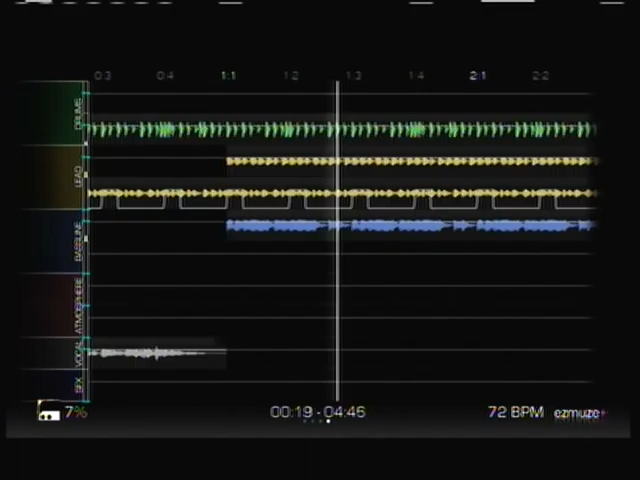 0:3 0:4 1:1 1:2 1:3 1:4 2:1 2:2
DRUMS
LEAD
BASSLINE
ATMOSPHERE
VOCAL
SFX
7% 00:19 - 04:46 72 BPM ezmuze+